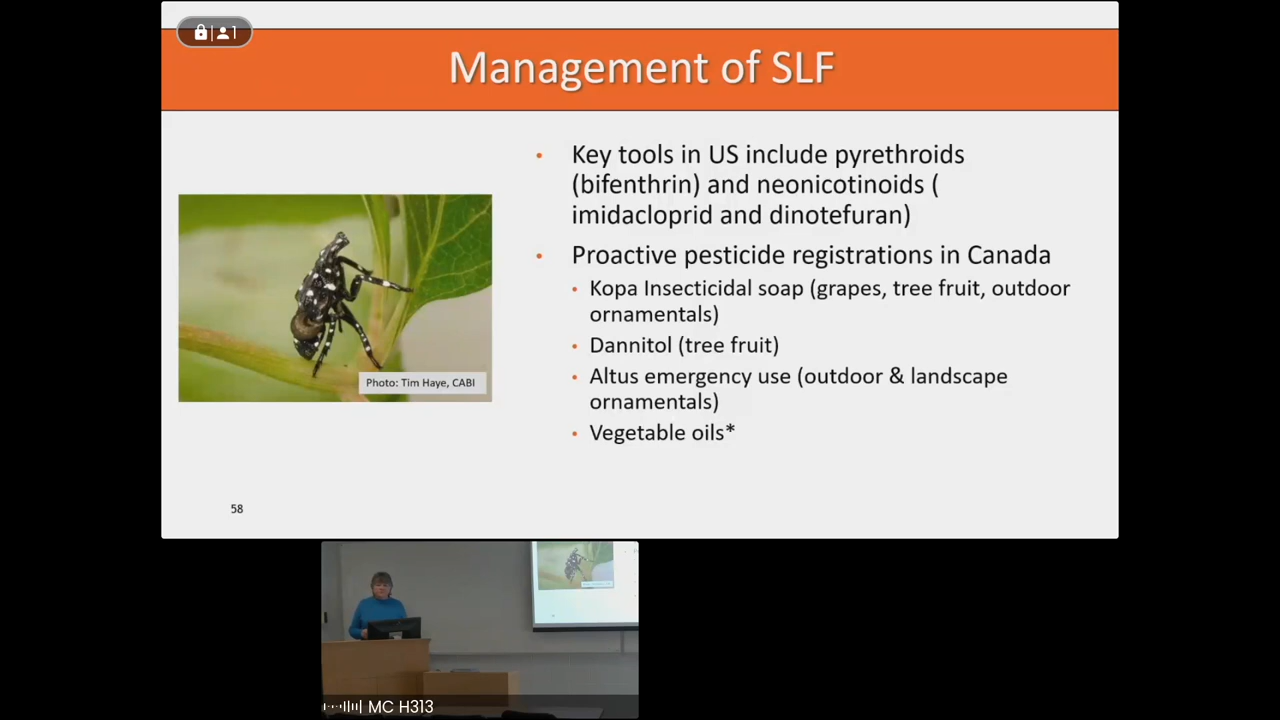 1
Management of SLF
• Key tools in US include pyrethroids
(bifenthrin) and neonicotinoids (
imidacloprid and dinotefuran)
• Proactive pesticide registrations in Canada
• Kopa Insecticidal soap (grapes, tree fruit, outdoor
ornamentals)
• Dannitol (tree fruit)
• Altus emergency use (outdoor & landscape
ornamentals)
• Vegetable oils*
Photo: Tim Haye, CABI
58
MC H313